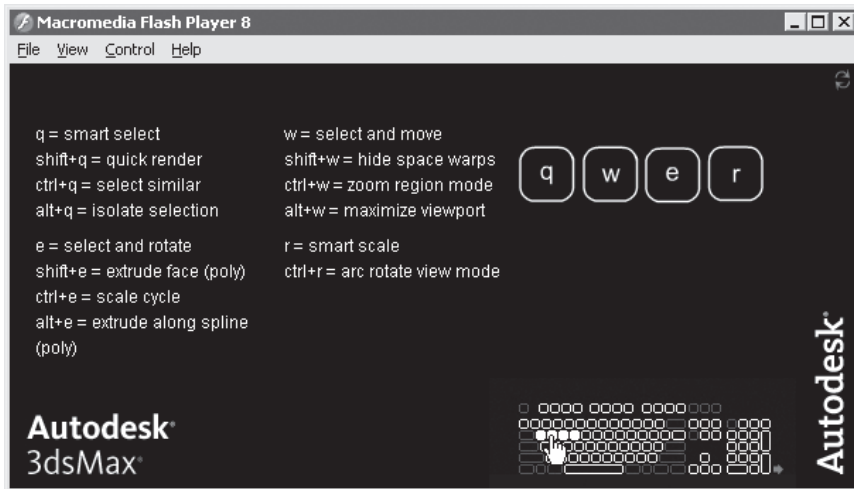 Macromedia Flash Player 8
File View Control Help
q = smart select
shift+q = quick render
ctrl+q = select similar
alt+q = isolate selection
w = select and move
shift+w = hide space warps
ctrl+w = zoom region mode
alt+w = maximize viewport
e = select and rotate
shift+e = extrude face (poly)
ctrl+e = scale cycle
alt+e = extrude along spline
(poly)
r = smart scale
ctrl+r = arc rotate view mode
q w e r
Autodesk®
3dsMax®
Autodesk®